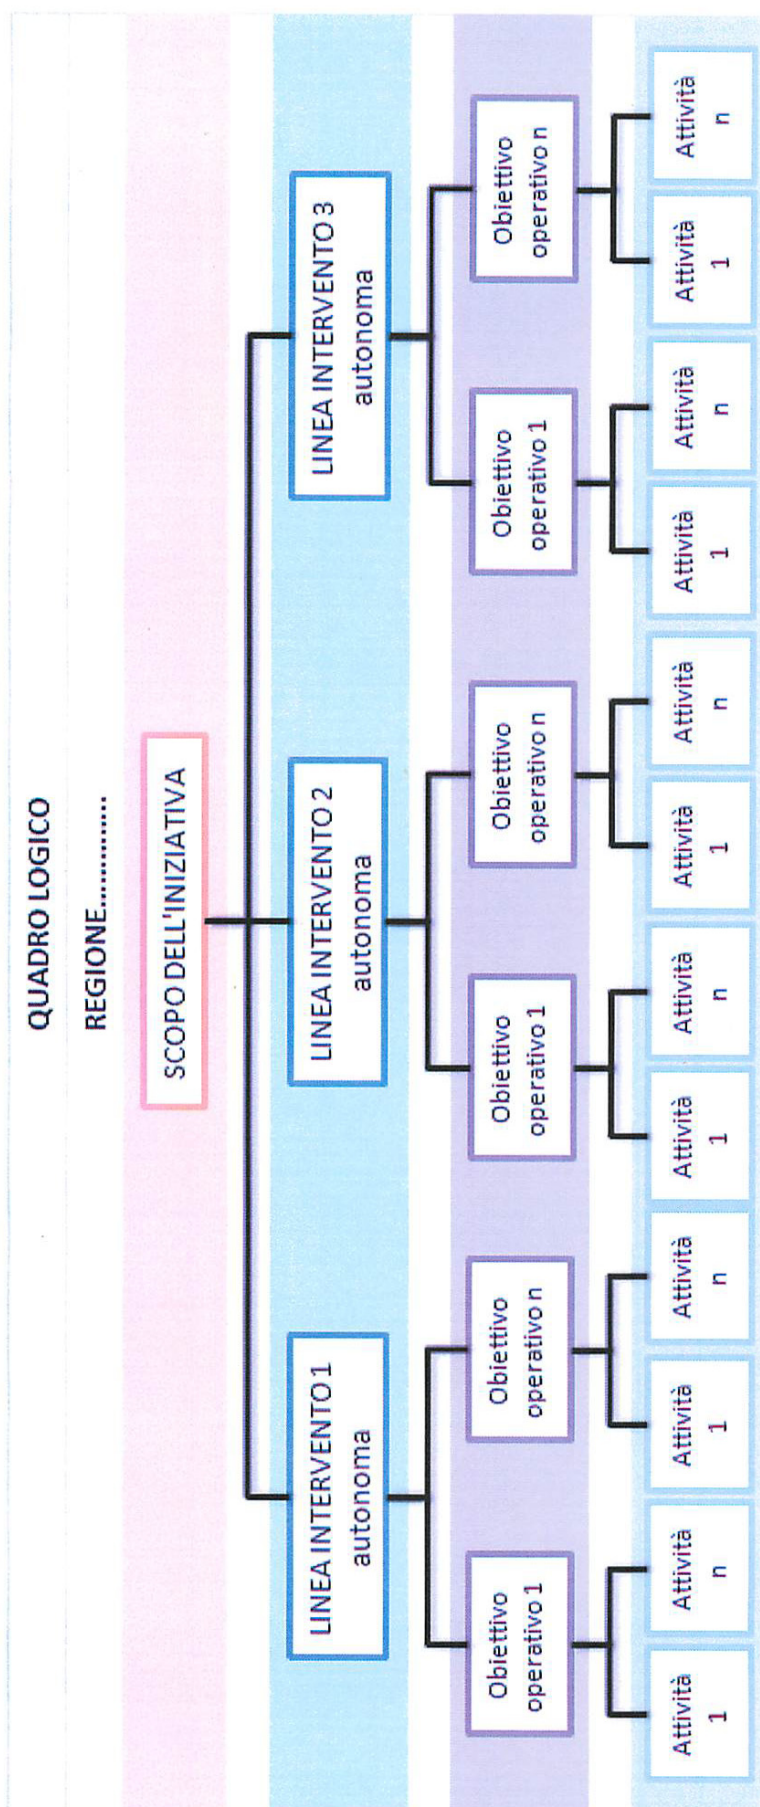 QUADRO LOGICO
REGIONE.............
SCOPO DELL'INIZIATIVA
LINEA INTERVENTO 1
autonoma
LINEA INTERVENTO 2
autonoma
LINEA INTERVENTO 3
autonoma
Obiettivo
operativo 1
Obiettivo
operativo n
Obiettivo
operativo 1
Obiettivo
operativo n
Obiettivo
operativo 1
Obiettivo
operativo n
Attività
1
Attività
n
Attività
1
Attività
n
Attività
1
Attività
n
Attività
1
Attività
n
Attività
1
Attività
n
Attività
1
Attività
n